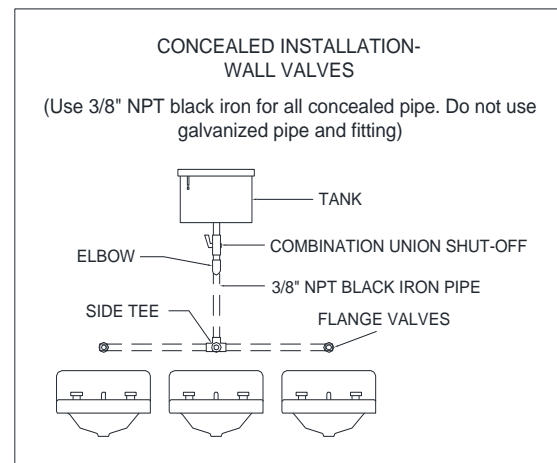 CONCEALED INSTALLATION-
WALL VALVES
(Use 3/8" NPT black iron for all concealed pipe. Do not use
galvanized pipe and fitting)
TANK
COMBINATION UNION SHUT-OFF
ELBOW
3/8" NPT BLACK IRON PIPE
SIDE TEE
FLANGE VALVES